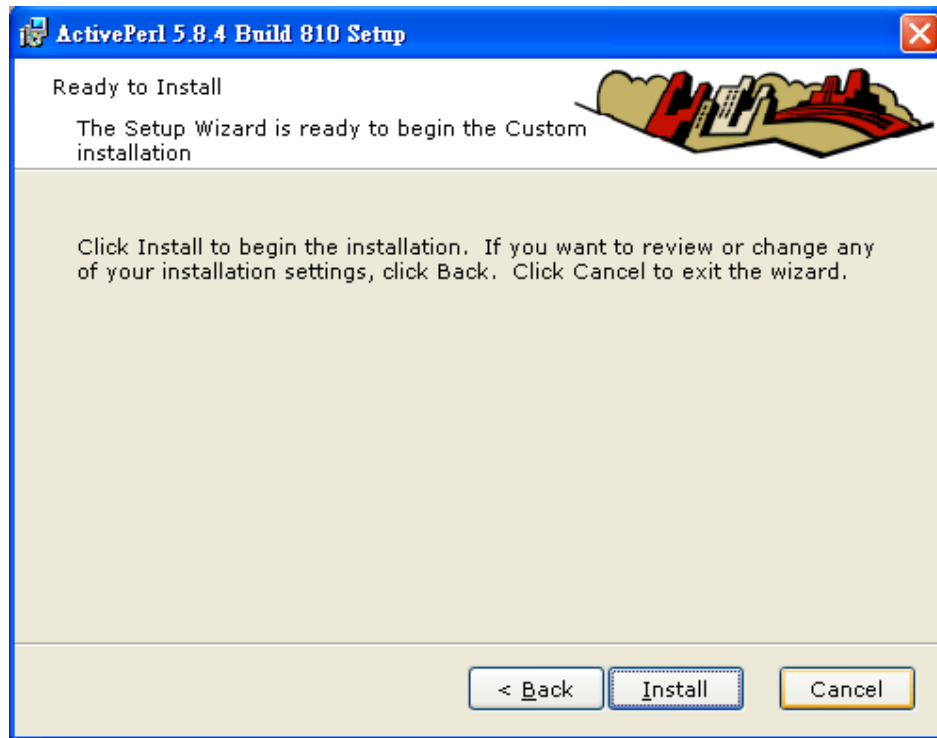 ActivePerl 5.8.4 Build 810 Setup
Ready to Install
The Setup Wizard is ready to begin the Custom
installation
Click Install to begin the installation.  If you want to review or change any
of your installation settings, click Back.  Click Cancel to exit the wizard.
< Back
Install
Cancel